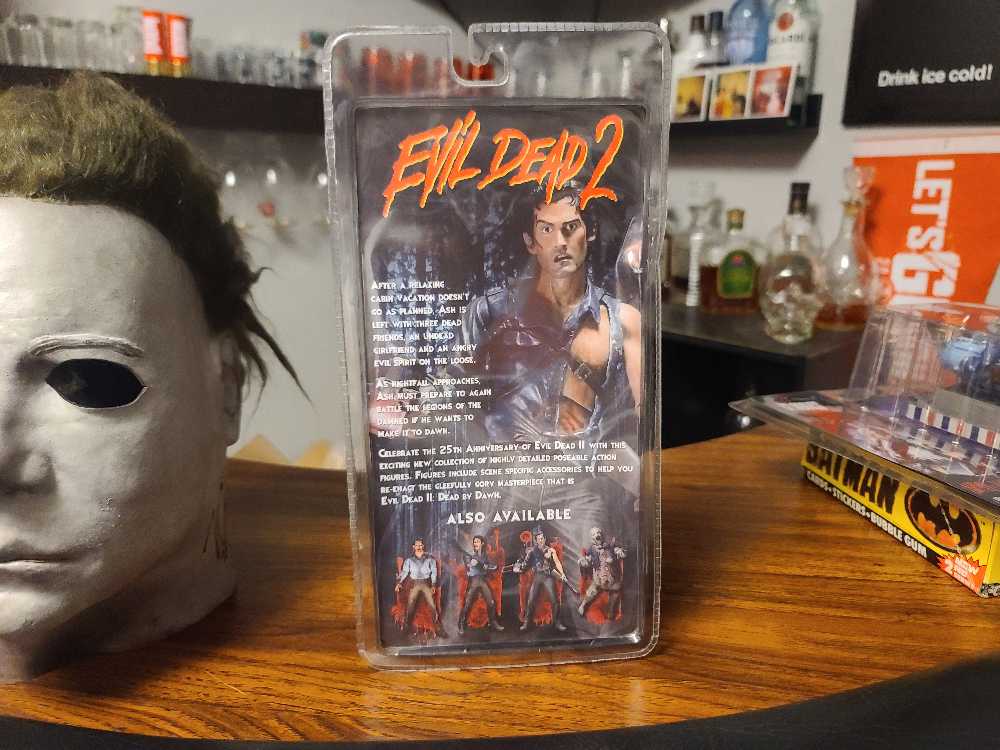 EVIL DEAD 2
AFTER A RELAXING
CABIN VACATION DOESN'T
GO AS PLANNED, ASH IS
LEFT WITH THREE DEAD
FRIENDS, AN UNDEAD
GIRLFRIEND AND AN ANGRY
EVIL SPIRIT ON THE LOOSE.
AS NIGHTFALL APPROACHES,
ASH MUST PREPARE TO AGAIN
BATTLE THE LEGIONS OF THE
DAMNED IF HE WANTS TO
MAKE IT TO DAWN.
CELEBRATE THE 25TH ANNIVERSARY OF EVIL DEAD II WITH THIS
EXCITING NEW COLLECTION OF HIGHLY DETAILED POSEABLE ACTION
FIGURES. FIGURES INCLUDE SCENE SPECIFIC ACCESSORIES TO HELP YOU
RE-ENACT THE GLEEFULLY GORY MASTERPIECE THAT IS
EVIL DEAD II: DEAD BY DAWN.
ALSO AVAILABLE
Drink ice cold!
LET'S G
BATMAN
CARDS • STICKERS • BUBBLE GUM